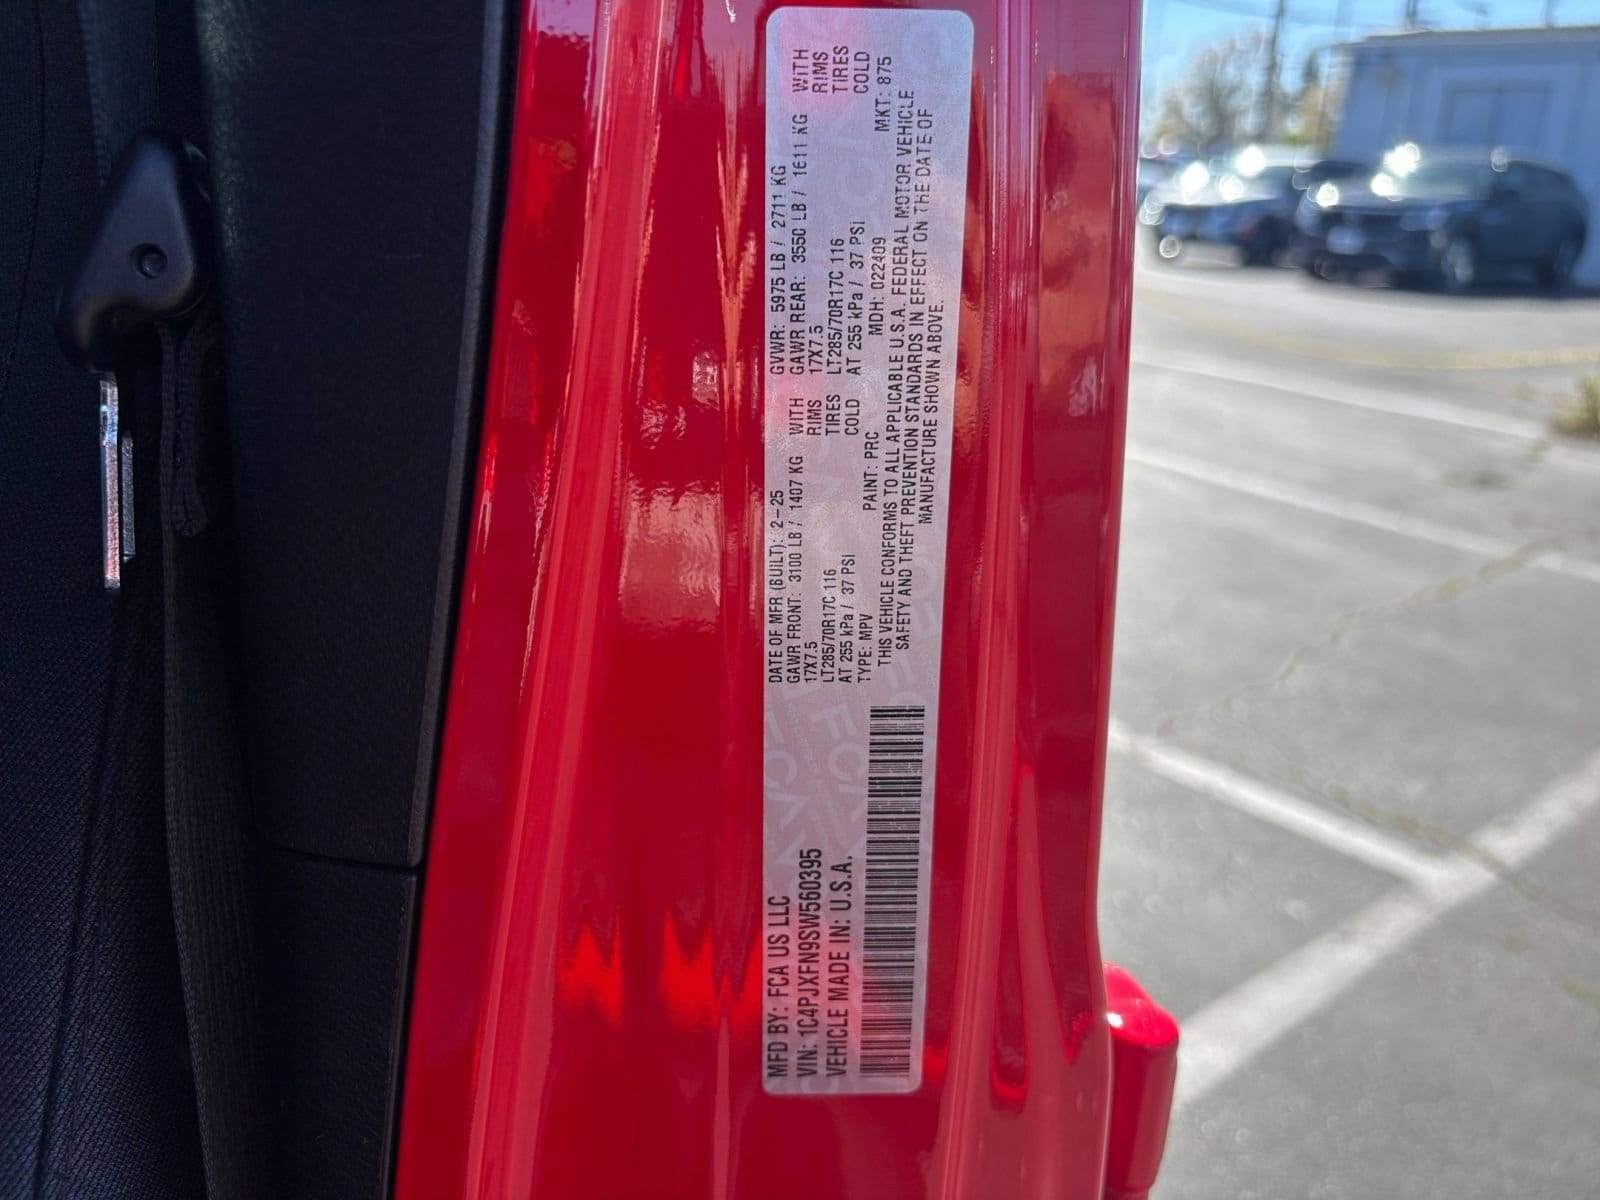 MFD BY: FCA US LLC
VIN: 1C4PJXFN9SW560395
VEHICLE MADE IN: U.S.A.
DATE OF MFR (BUILT): 2-25 GVWR: 5975 LB / 2711 KG
GAWR FRONT: 3100 LB / 1407 KG WITH GAWR REAR: 3550 LB / 1611 KG WITH
17X7.5 RIMS 17X7.5 RIMS
LT285/70R17C 116 TIRES LT285/70R17C 116 TIRES
AT 255 kPa / 37 PSI COLD AT 255 kPa / 37 PSI COLD
TYPE: MPV PAINT: PRC MDH: 022409 MKT: 875
THIS VEHICLE CONFORMS TO ALL APPLICABLE U.S.A. FEDERAL MOTOR VEHICLE
SAFETY AND THEFT PREVENTION STANDARDS IN EFFECT ON THE DATE OF
MANUFACTURE SHOWN ABOVE.